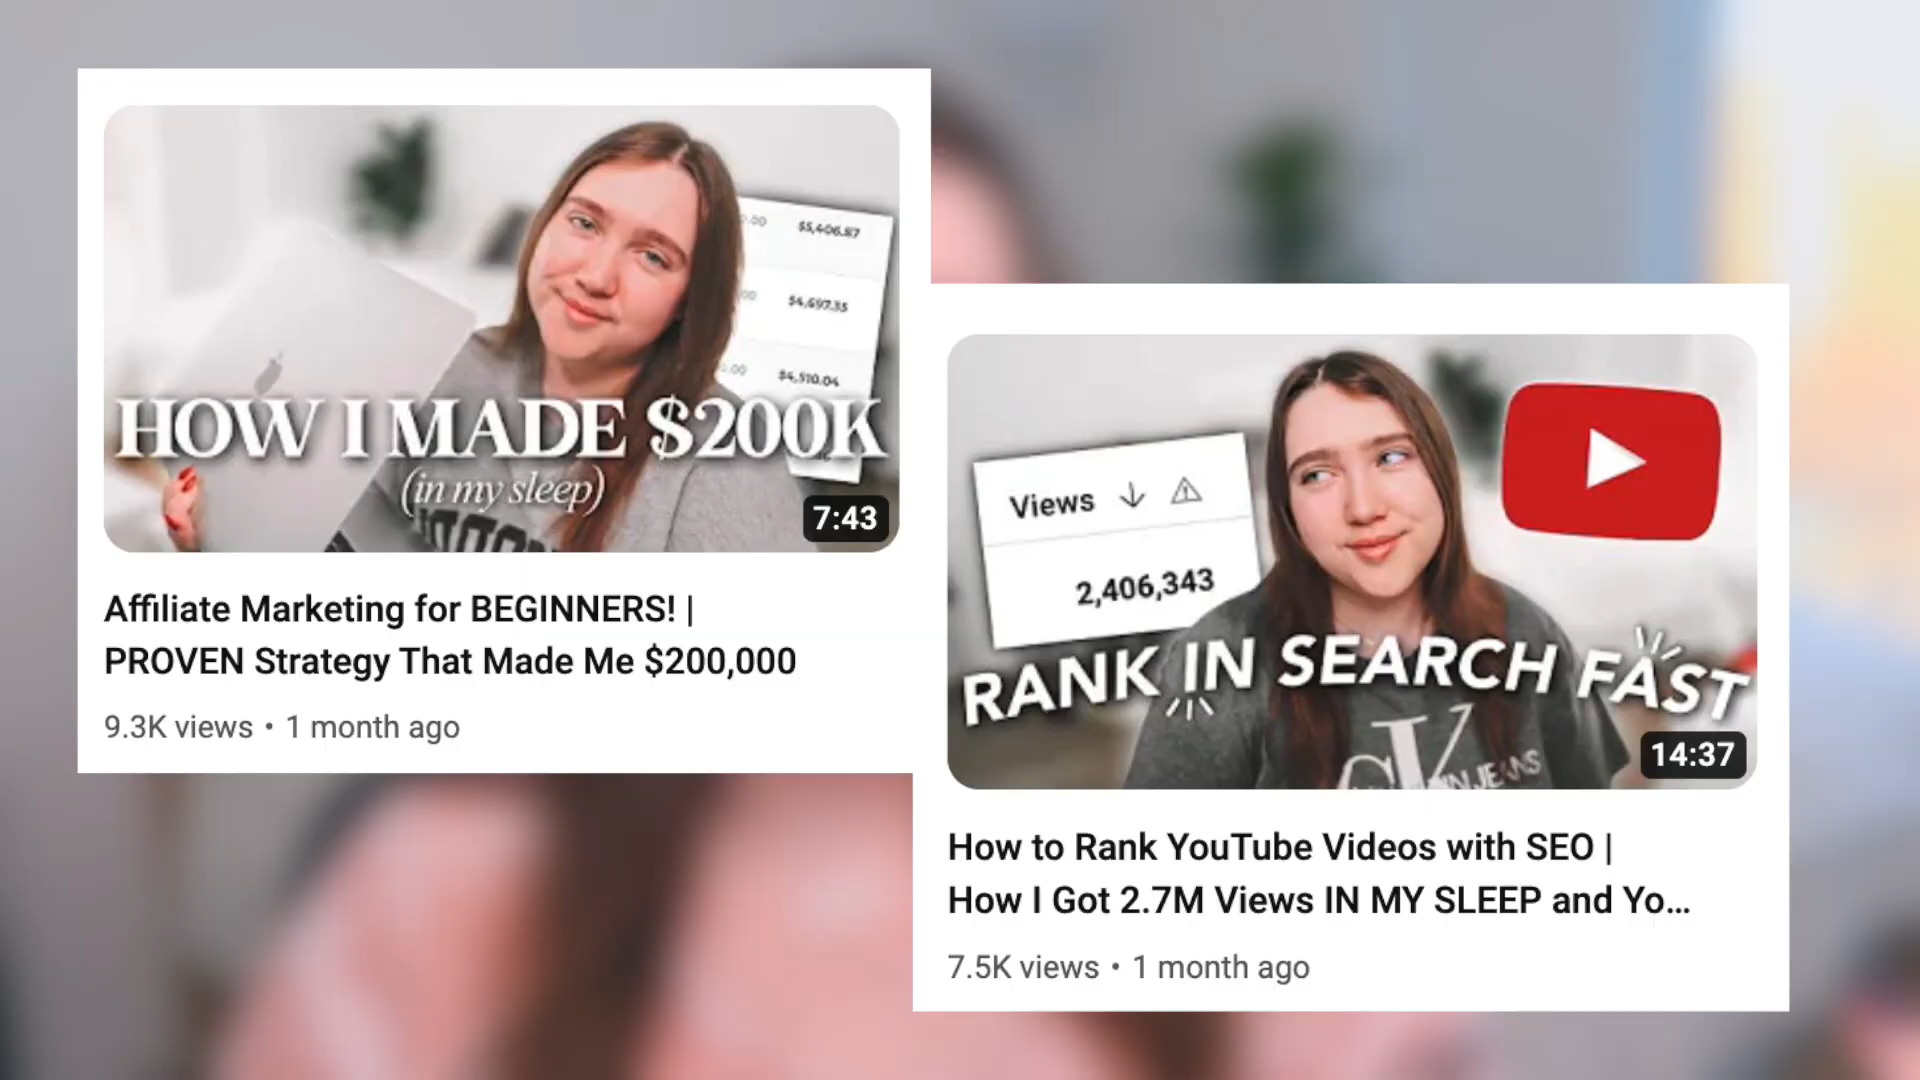 $5,406.87
$4,697.35
$4,510.04
HOW I MADE $200K
(in my sleep)
7:43
Affiliate Marketing for BEGINNERS! |
PROVEN Strategy That Made Me $200,000
9.3K views • 1 month ago
Views
2,406,343
RANK IN SEARCH FAST
14:37
How to Rank YouTube Videos with SEO |
How I Got 2.7M Views IN MY SLEEP and Yo...
7.5K views • 1 month ago